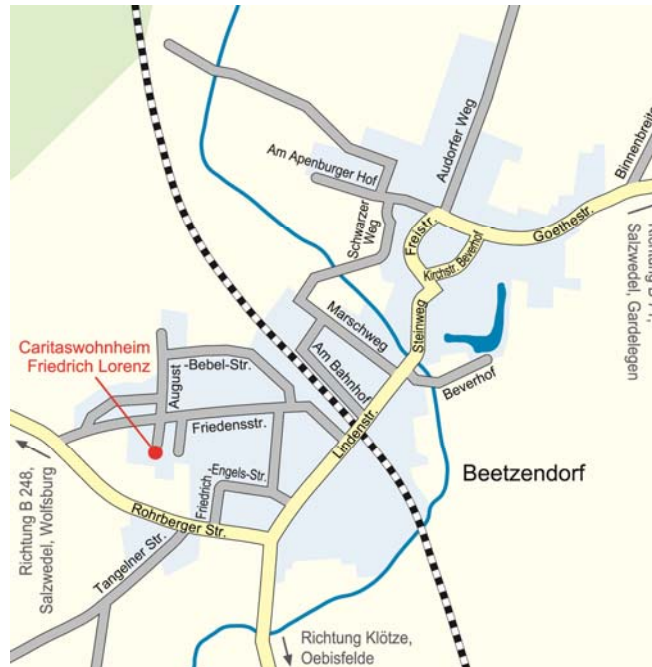 Audorfer Weg
Binnenbreite
Am Apenburger Hof
Schwarzer
Weg
Freistr.
Goethestr.
Kirchstr.
Beverhof
Salzwedel, Gardelegen
Steinweg
Marschweg
Caritaswohnheim
Friedrich Lorenz
August
-Bebel-Str.
Am Bahnhof
Beverhof
Friedensstr.
Lindenstr.
Friedrich
-Engels-Str.
Beetzendorf
Richtung B 248,
Salzwedel, Wolfsburg
Rohrberger Str.
Tangelner Str.
Richtung Klötze,
Oebisfelde